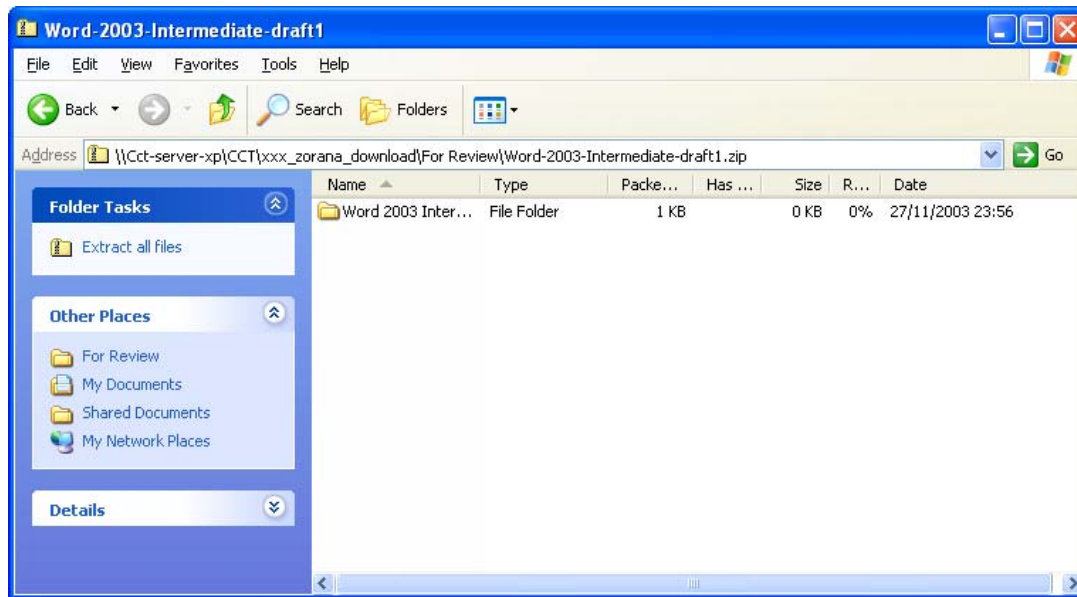 Word-2003-Intermediate-draft1
File Edit View Favorites Tools Help
Back Search Folders
Address \\Cct-server-xp\CCT\xxx_zorana_download\For Review\Word-2003-Intermediate-draft1.zip Go
Name Type Packe... Has ... Size R... Date
Word 2003 Inter... File Folder 1 KB 0 KB 0% 27/11/2003 23:56
Folder Tasks
Extract all files
Other Places
For Review
My Documents
Shared Documents
My Network Places
Details